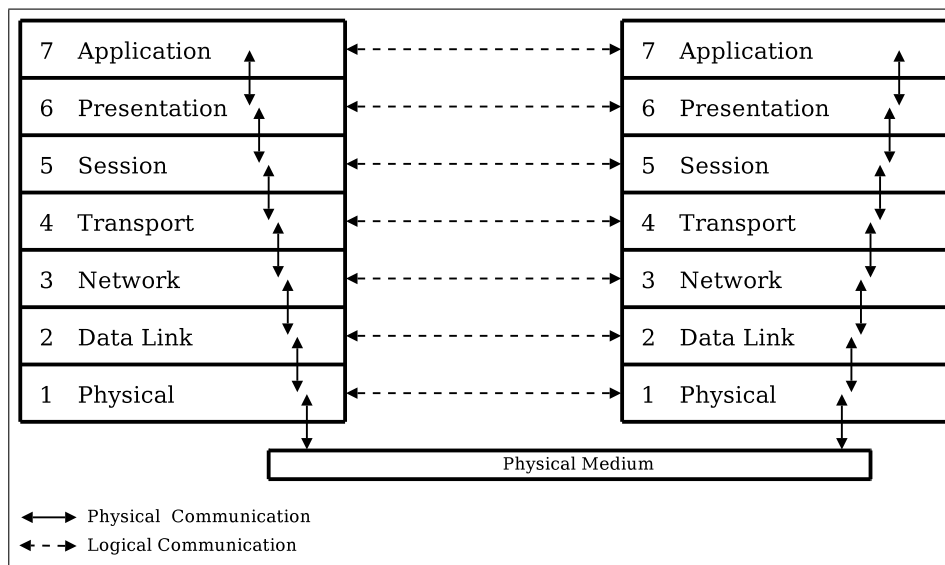 7 Application 7 Application
6 Presentation 6 Presentation
5 Session 5 Session
4 Transport 4 Transport
3 Network 3 Network
2 Data Link 2 Data Link
1 Physical 1 Physical
Physical Medium
Physical Communication
Logical Communication